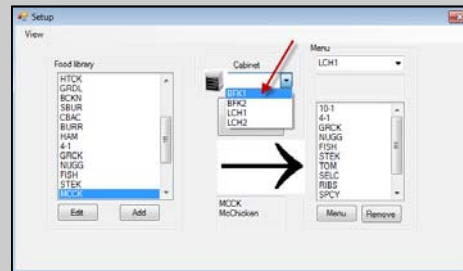 Setup
View
Food library
HTCK
GRDL
BCKN
SBUR
CBAC
BURR
HAM
4-1
GRCK
NUGG
FISH
STEK
MCCK
Edit
Add
Cabinet
BFK1
BFK2
LCH1
LCH2
MCCK
McChicken
Menu
LCH1
10-1
4-1
GRCK
NUGG
FISH
STEK
TOM
SELC
RIBS
SPCY
Menu
Remove